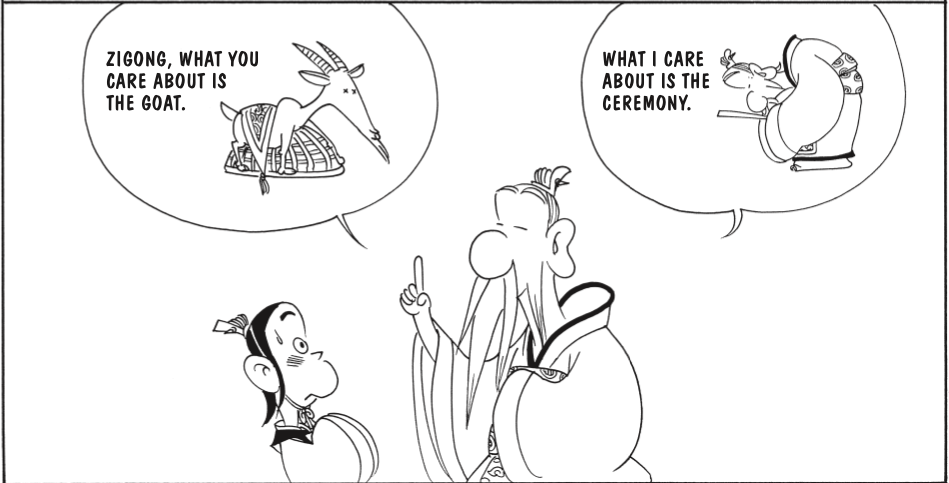 ZIGONG, WHAT YOU
CARE ABOUT IS
THE GOAT.
WHAT I CARE
ABOUT IS THE
CEREMONY.